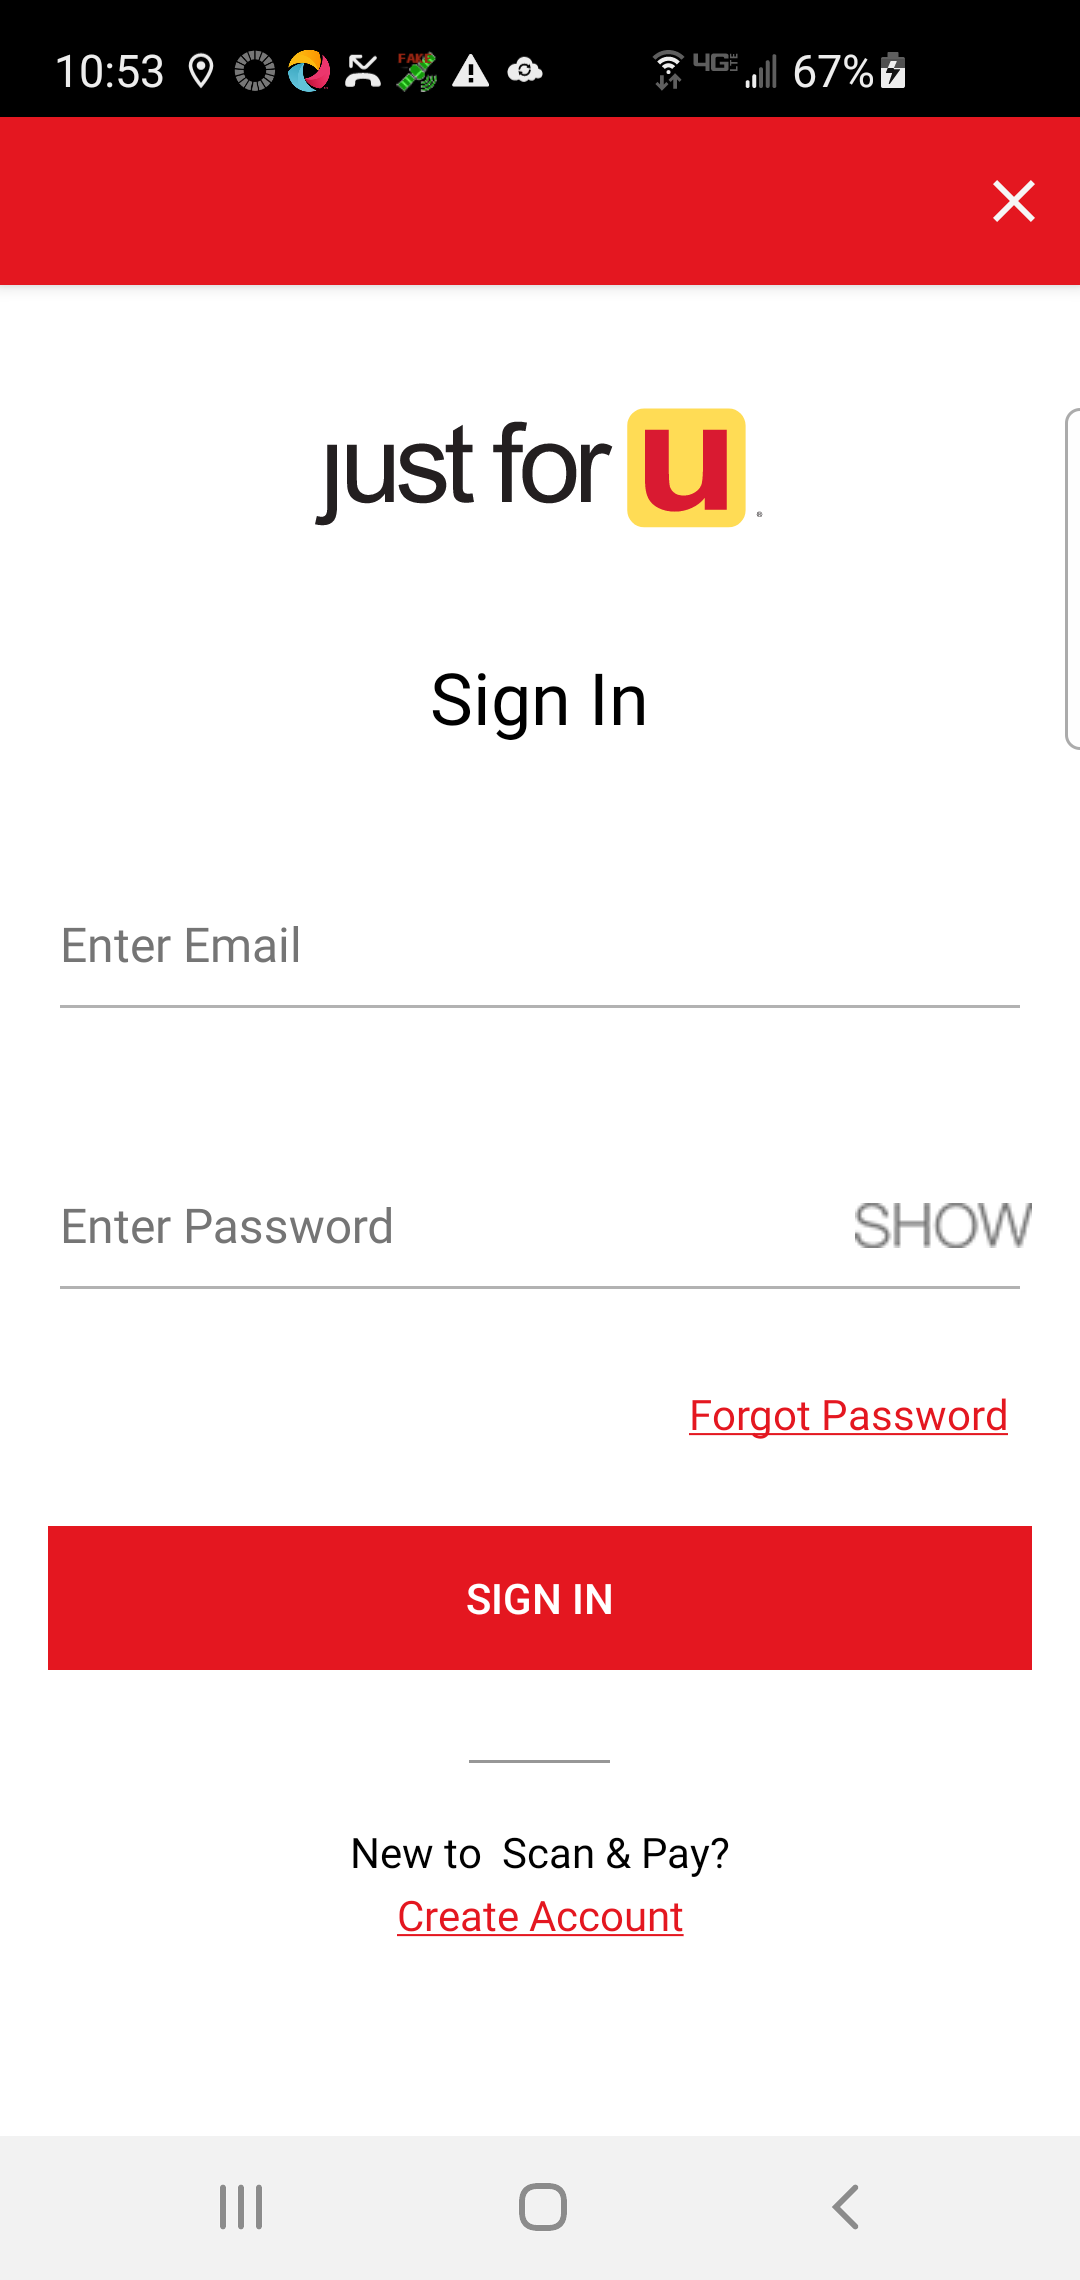 10:53 FAKE 4G LTE 67%
just for u ®
Sign In
Enter Email
Enter Password SHOW
Forgot Password
SIGN IN
New to Scan & Pay?
Create Account